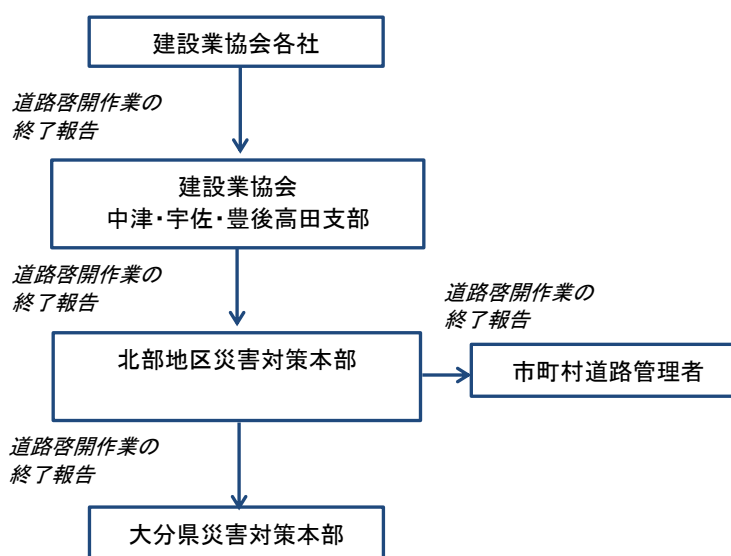 建設業協会各社
道路啓開作業の
終了報告
建設業協会
中津・宇佐・豊後高田支部
道路啓開作業の
終了報告
道路啓開作業の
終了報告
北部地区災害対策本部
市町村道路管理者
道路啓開作業の
終了報告
大分県災害対策本部